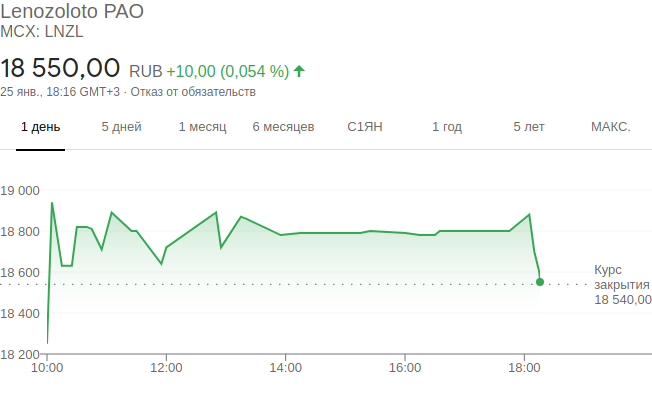 Lenozoloto PAO
MCX: LNZL
18 550,00 RUB +10,00 (0,054 %)
25 янв., 18:16 GMT+3 · Отказ от обязательств
1 день 5 дней 1 месяц 6 месяцев С1ЯН 1 год 5 лет МАКС.
19 000
18 800
18 600
Курс
закрытия
18 540,00
18 400
18 200
10:00 12:00 14:00 16:00 18:00